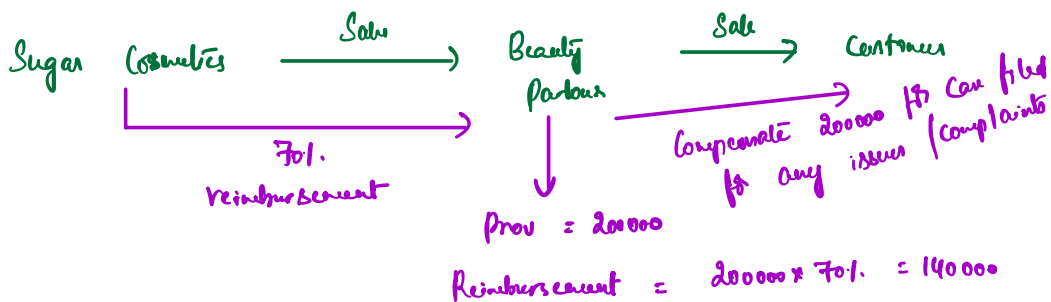 Sugar Cosmetics Sale Beauty Parlour Sale Customer
70%. reimbursement
Compensate 200000 for case filed
for any issues / complaints
Prov = 200000
Reimbursement = 200000 x 70%. = 140000